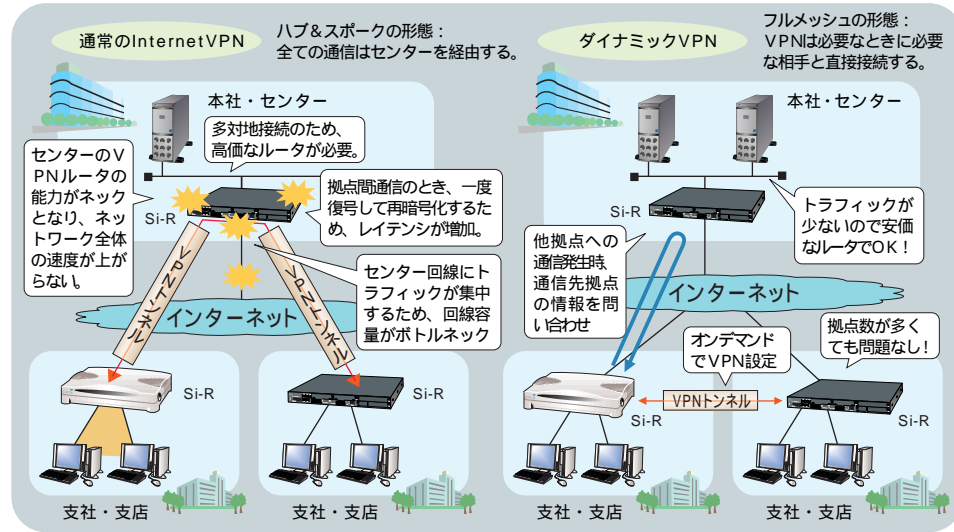 通常のInternetVPN
ハブ&スポークの形態：
全ての通信はセンターを経由する。
本社・センター
多対地接続のため、
高価なルータが必要。
センターのV
PNルータの
能力がネック
となり、ネッ
トワーク全体
の速度が上が
らない。
Si-R
拠点間通信のとき、一度
復号して再暗号化するた
め、レイテンシが増加。
センター回線にト
ラフィックが集中
するため、回線容
量がボトルネック
VPNトンネル
VPNトンネル
インターネット
Si-R
Si-R
支社・支店
支社・支店
ダイナミックVPN
フルメッシュの形態：
VPNは必要なときに必要
な相手と直接接続する。
本社・センター
Si-R
トラフィックが
少ないので安価
なルータでOK！
他拠点への
通信発生時、
通信先拠点
の情報を問
い合わせ
インターネット
オンデマンド
でVPN設定
拠点数が多く
ても問題なし！
VPNトンネル
Si-R
Si-R
支社・支店
支社・支店